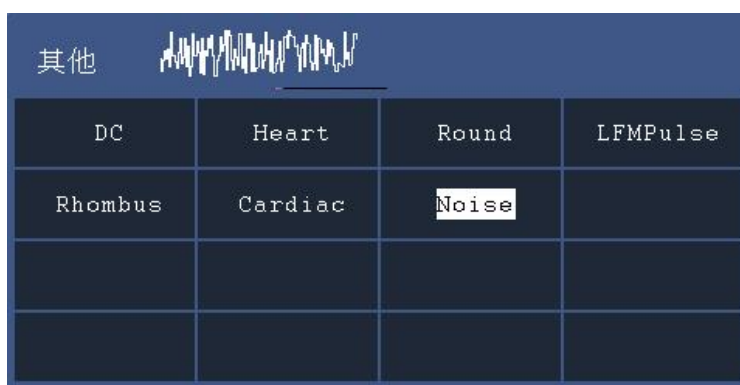 其他
DC Heart Round LFMPulse
Rhombus Cardiac Noise